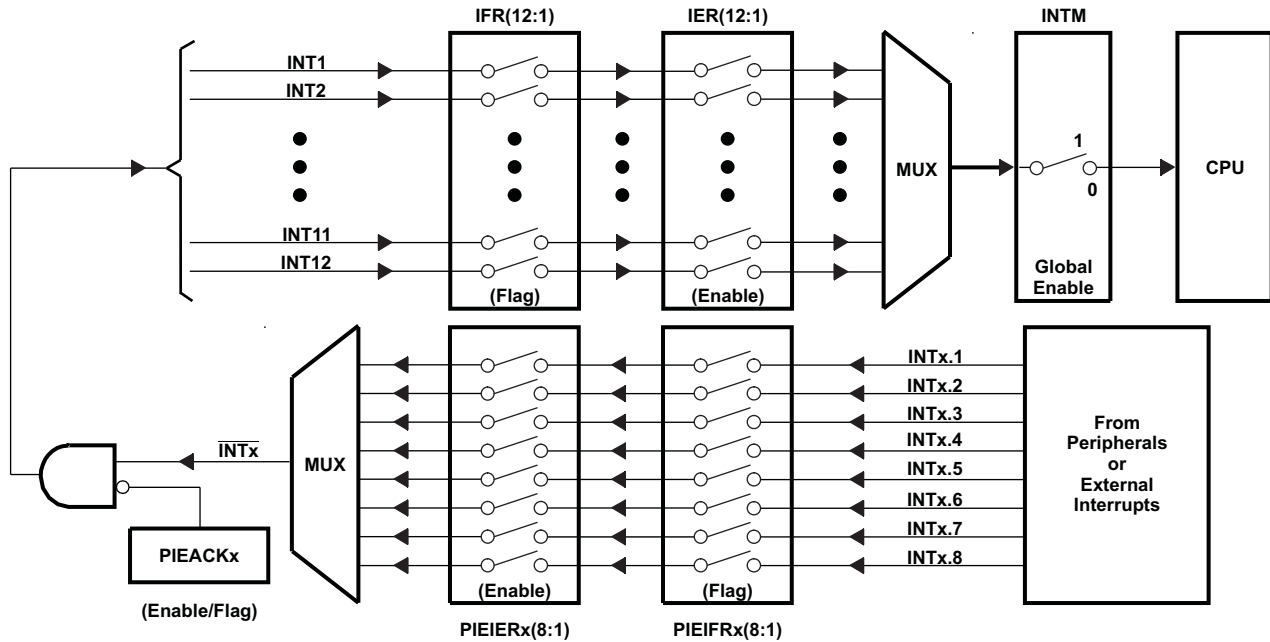 IFR(12:1)
IER(12:1)
INTM
INT1
INT2
INT11
INT12
(Flag)
(Enable)
MUX
1
0
Global
Enable
CPU
INTx
MUX
PIEACKx
(Enable/Flag)
(Enable)
PIEIERx(8:1)
(Flag)
PIEIFRx(8:1)
INTx.1
INTx.2
INTx.3
INTx.4
INTx.5
INTx.6
INTx.7
INTx.8
From
Peripherals
or
External
Interrupts